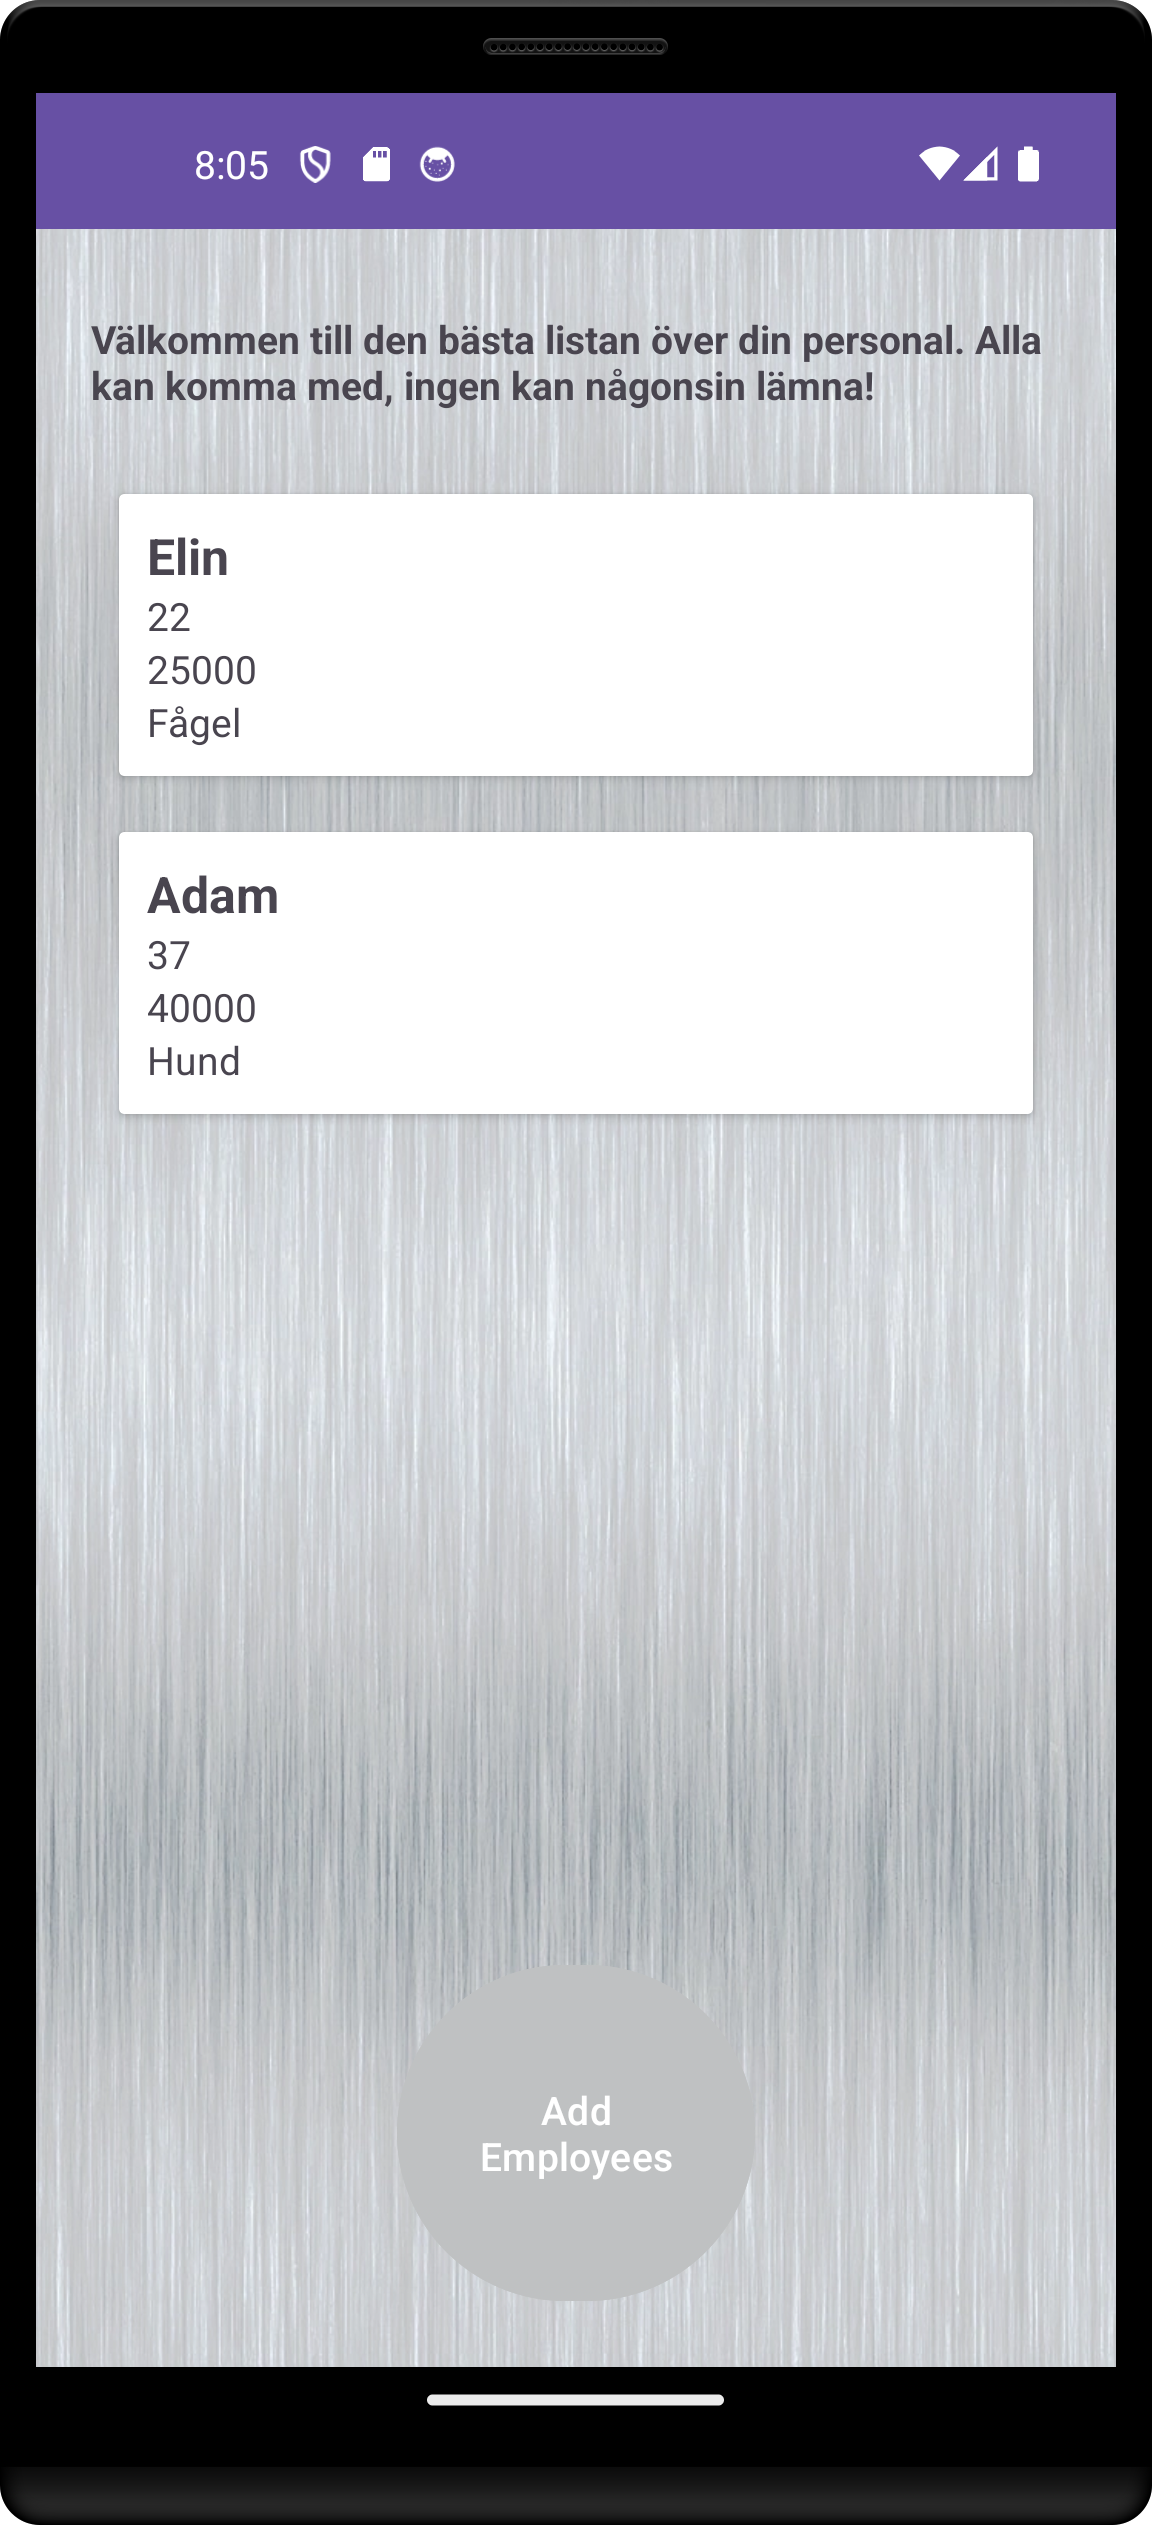 8:05
Välkommen till den bästa listan över din personal. Alla
kan komma med, ingen kan någonsin lämna!
Elin
22
25000
Fågel
Adam
37
40000
Hund
Add
Employees